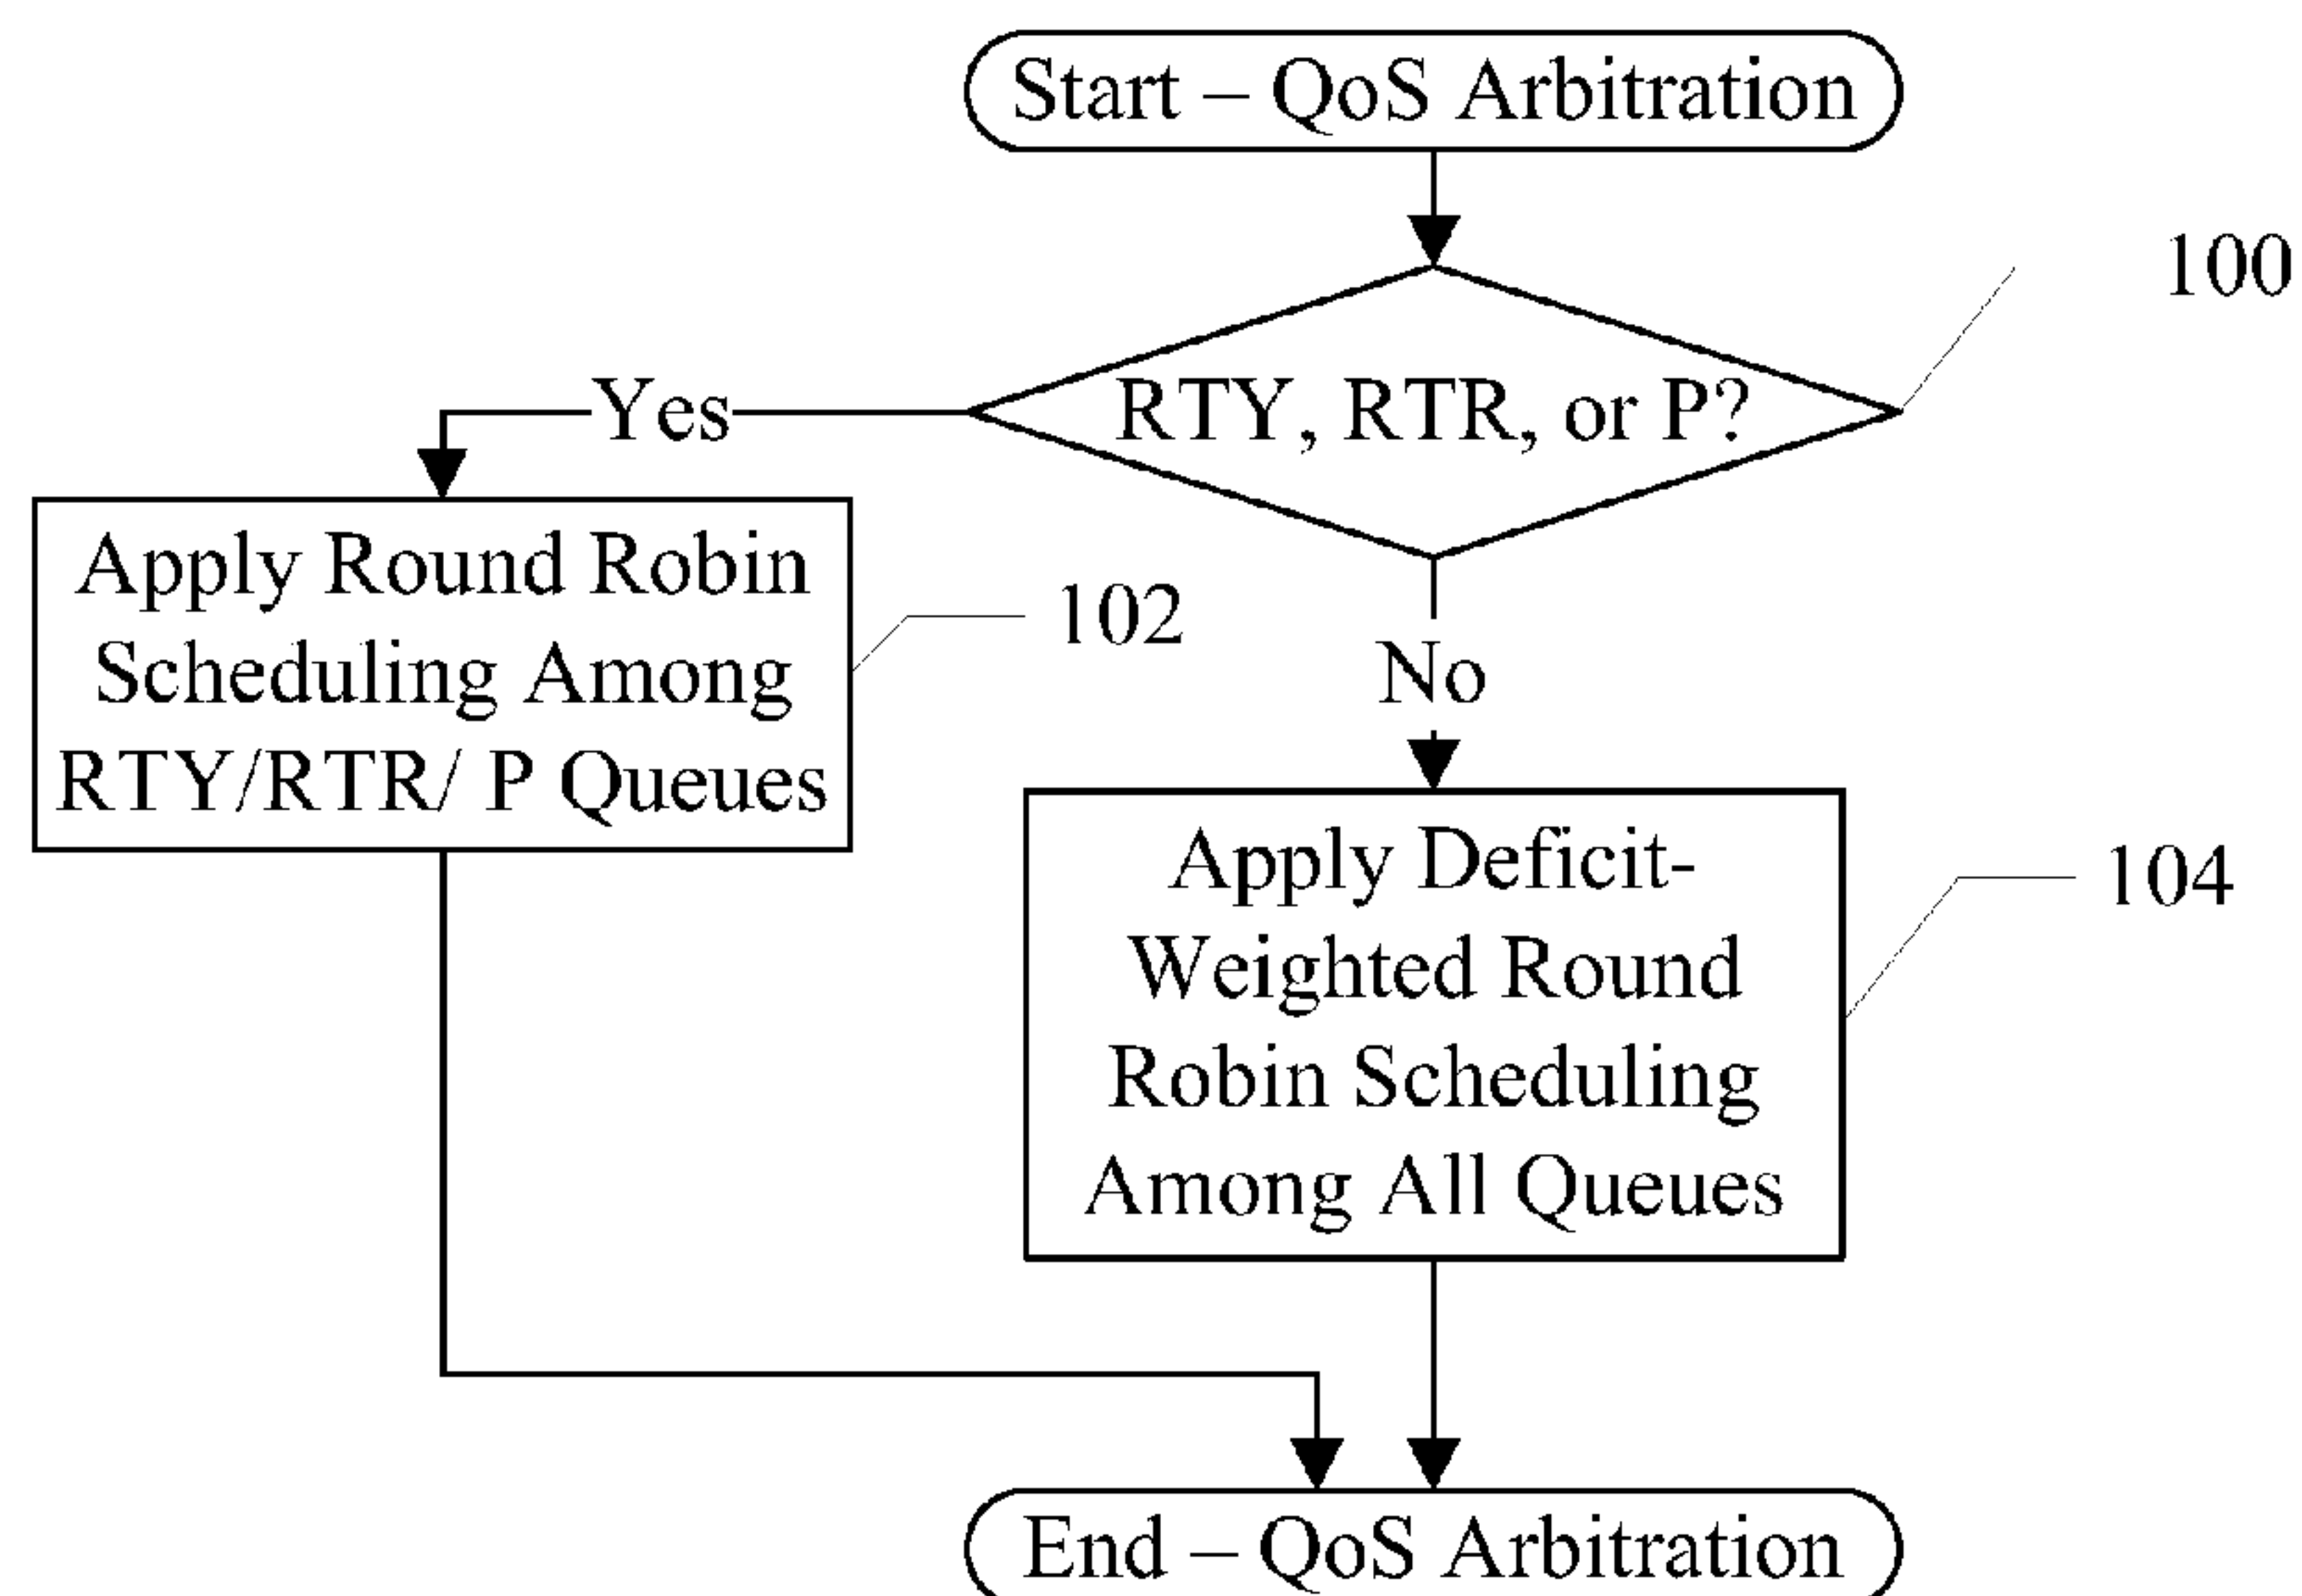 Start – QoS Arbitration
100
RTY, RTR, or P?
Yes
Apply Round Robin
Scheduling Among
RTY/RTR/ P Queues
102
No
Apply Deficit-
Weighted Round
Robin Scheduling
Among All Queues
104
End – QoS Arbitration